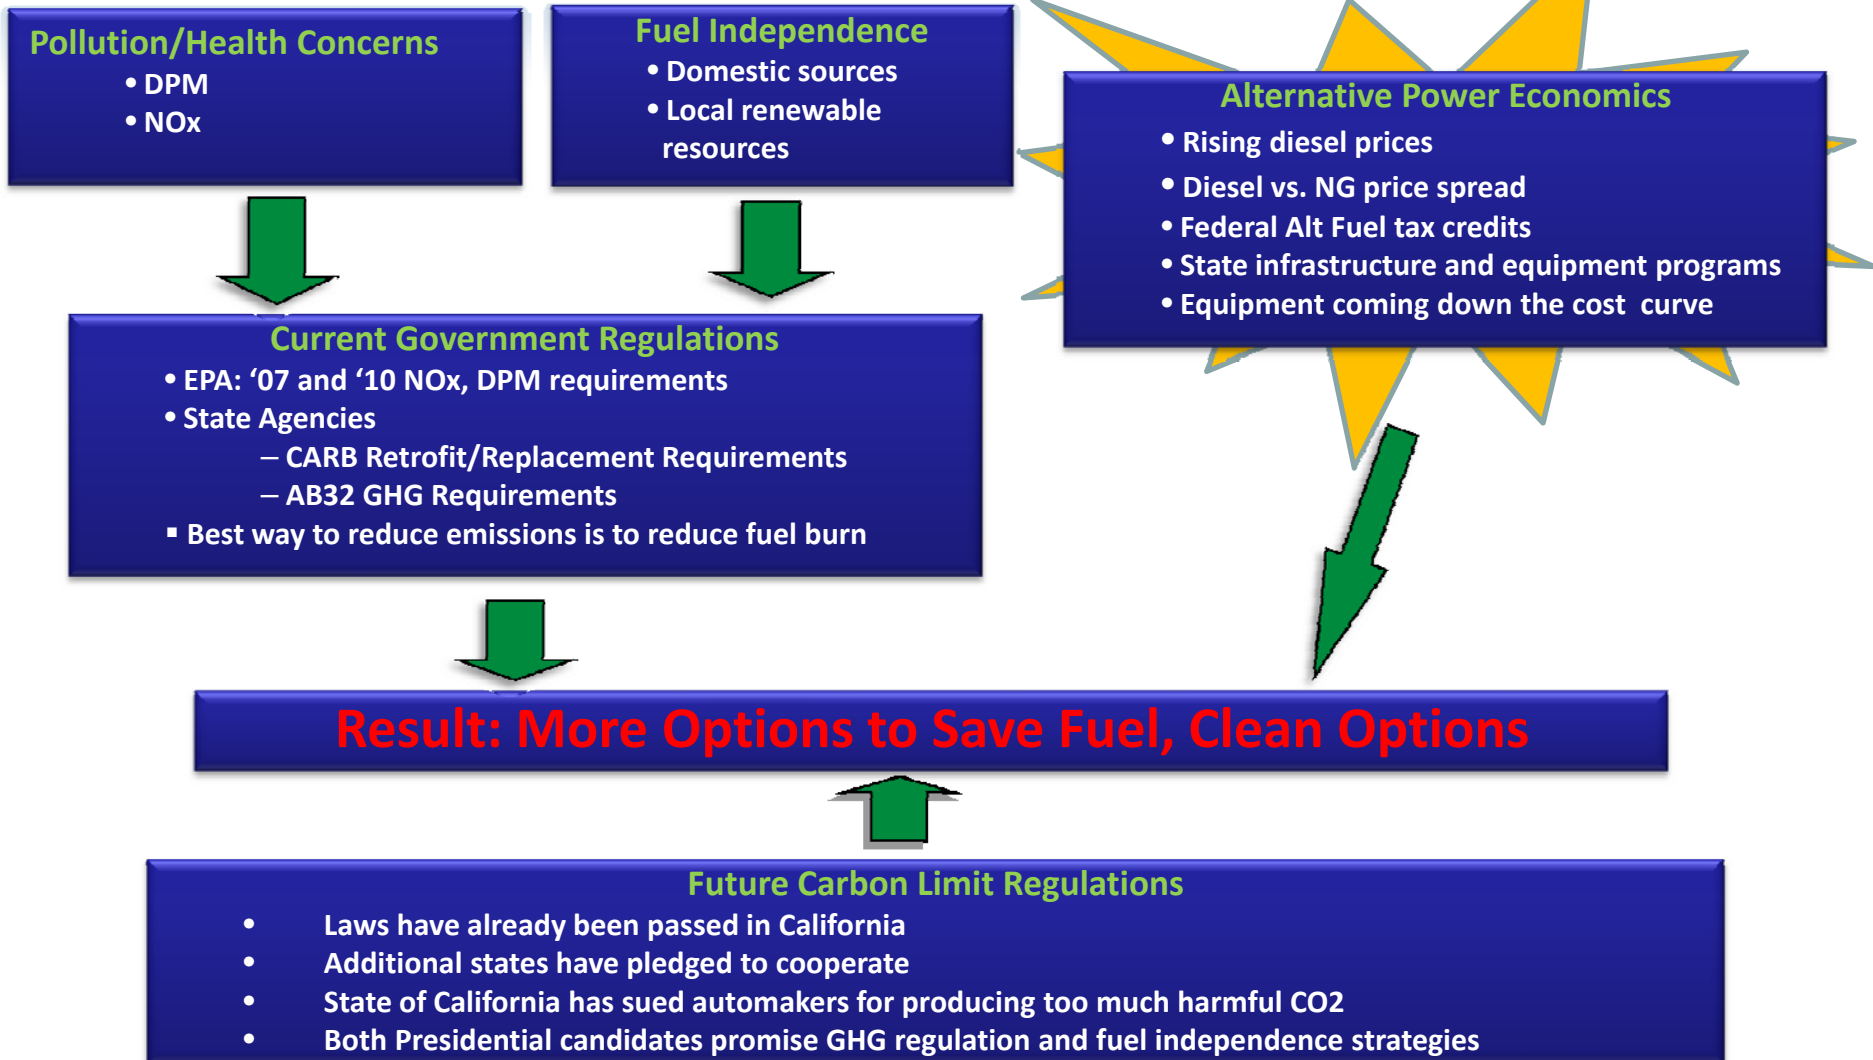 Pollution/Health Concerns
• DPM
• NOx
Fuel Independence
• Domestic sources
• Local renewable
resources
Alternative Power Economics
• Rising diesel prices
• Diesel vs. NG price spread
• Federal Alt Fuel tax credits
• State infrastructure and equipment programs
• Equipment coming down the cost curve
Current Government Regulations
• EPA: ‘07 and ‘10 NOx, DPM requirements
• State Agencies
– CARB Retrofit/Replacement Requirements
– AB32 GHG Requirements
▪ Best way to reduce emissions is to reduce fuel burn
Result: More Options to Save Fuel, Clean Options
Future Carbon Limit Regulations
• Laws have already been passed in California
• Additional states have pledged to cooperate
• State of California has sued automakers for producing too much harmful CO2
• Both Presidential candidates promise GHG regulation and fuel independence strategies